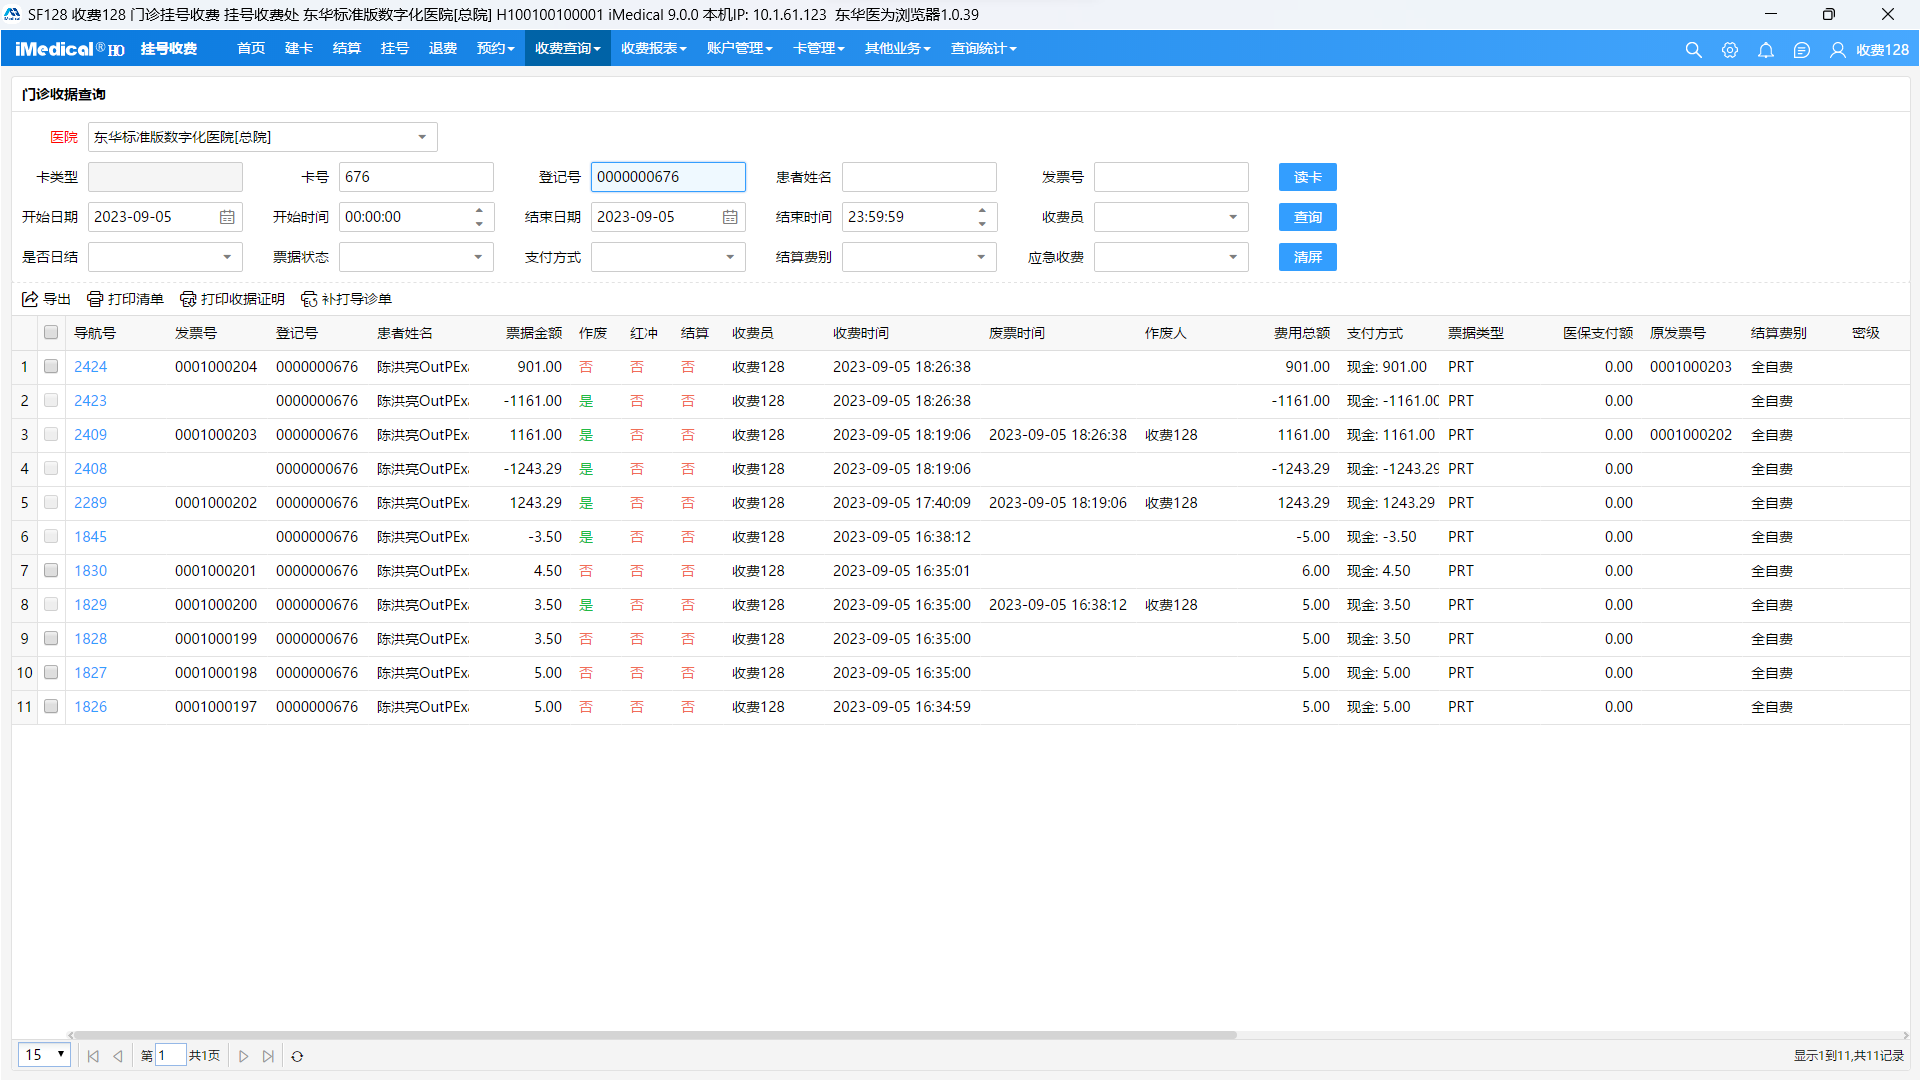 SF128 收费128 门诊挂号收费 挂号收费处 东华标准版数字化医院[总院] H100100100001 iMedical 9.0.0 本机IP: 10.1.61.123 东华医为浏览器1.0.39
iMedical® HO 挂号收费 首页 建卡 结算 挂号 退费 预约 收费查询 收费报表 账户管理 卡管理 其他业务 查询统计 收费128
门诊收据查询
医院 东华标准版数字化医院[总院]
卡类型 卡号 676 登记号 0000000676 患者姓名 发票号 读卡
开始日期 2023-09-05 开始时间 00:00:00 结束日期 2023-09-05 结束时间 23:59:59 收费员 查询
是否日结 票据状态 支付方式 结算费别 应急收费 清屏
导出 打印清单 打印收据证明 补打导诊单
导航号 发票号 登记号 患者姓名 票据金额 作废 红冲 结算 收费员 收费时间 废票时间 作废人 费用总额 支付方式 票据类型 医保支付额 原发票号 结算费别 密级
1 2424 0001000204 0000000676 陈洪亮OutPEx 901.00 否 否 否 收费128 2023-09-05 18:26:38 901.00 现金: 901.00 PRT 0.00 0001000203 全自费
2 2423 0000000676 陈洪亮OutPEx -1161.00 是 否 否 收费128 2023-09-05 18:26:38 -1161.00 现金: -1161.00 PRT 0.00 全自费
3 2409 0001000203 0000000676 陈洪亮OutPEx 1161.00 是 否 否 收费128 2023-09-05 18:19:06 2023-09-05 18:26:38 收费128 1161.00 现金: 1161.00 PRT 0.00 0001000202 全自费
4 2408 0000000676 陈洪亮OutPEx -1243.29 是 否 否 收费128 2023-09-05 18:19:06 -1243.29 现金: -1243.29 PRT 0.00 全自费
5 2289 0001000202 0000000676 陈洪亮OutPEx 1243.29 是 否 否 收费128 2023-09-05 17:40:09 2023-09-05 18:19:06 收费128 1243.29 现金: 1243.29 PRT 0.00 全自费
6 1845 0000000676 陈洪亮OutPEx -3.50 是 否 否 收费128 2023-09-05 16:38:12 -5.00 现金: -3.50 PRT 0.00 全自费
7 1830 0001000201 0000000676 陈洪亮OutPEx 4.50 否 否 否 收费128 2023-09-05 16:35:01 6.00 现金: 4.50 PRT 0.00 全自费
8 1829 0001000200 0000000676 陈洪亮OutPEx 3.50 是 否 否 收费128 2023-09-05 16:35:00 2023-09-05 16:38:12 收费128 5.00 现金: 3.50 PRT 0.00 全自费
9 1828 0001000199 0000000676 陈洪亮OutPEx 3.50 否 否 否 收费128 2023-09-05 16:35:00 5.00 现金: 3.50 PRT 0.00 全自费
10 1827 0001000198 0000000676 陈洪亮OutPEx 5.00 否 否 否 收费128 2023-09-05 16:35:00 5.00 现金: 5.00 PRT 0.00 全自费
11 1826 0001000197 0000000676 陈洪亮OutPEx 5.00 否 否 否 收费128 2023-09-05 16:34:59 5.00 现金: 5.00 PRT 0.00 全自费
15 第 1 共1页 显示1到11,共11记录